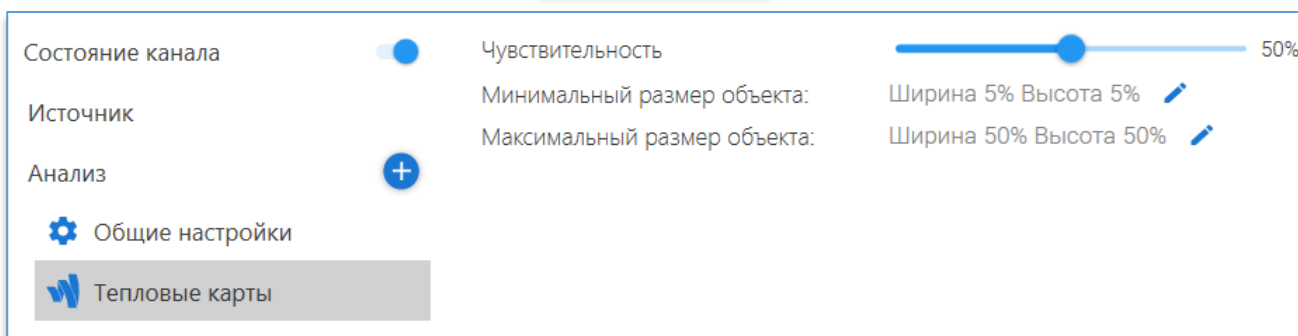 Состояние канала
Источник
Анализ
Общие настройки
Тепловые карты
Чувствительность 50%
Минимальный размер объекта: Ширина 5% Высота 5%
Максимальный размер объекта: Ширина 50% Высота 50%